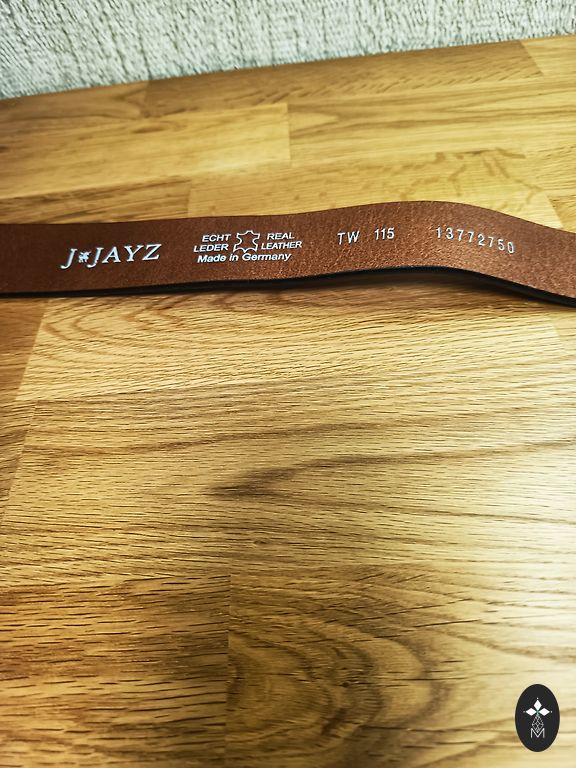 J★JAYZ
ECHT REAL
LEDER LEATHER
Made in Germany
TW 115 13772750
M